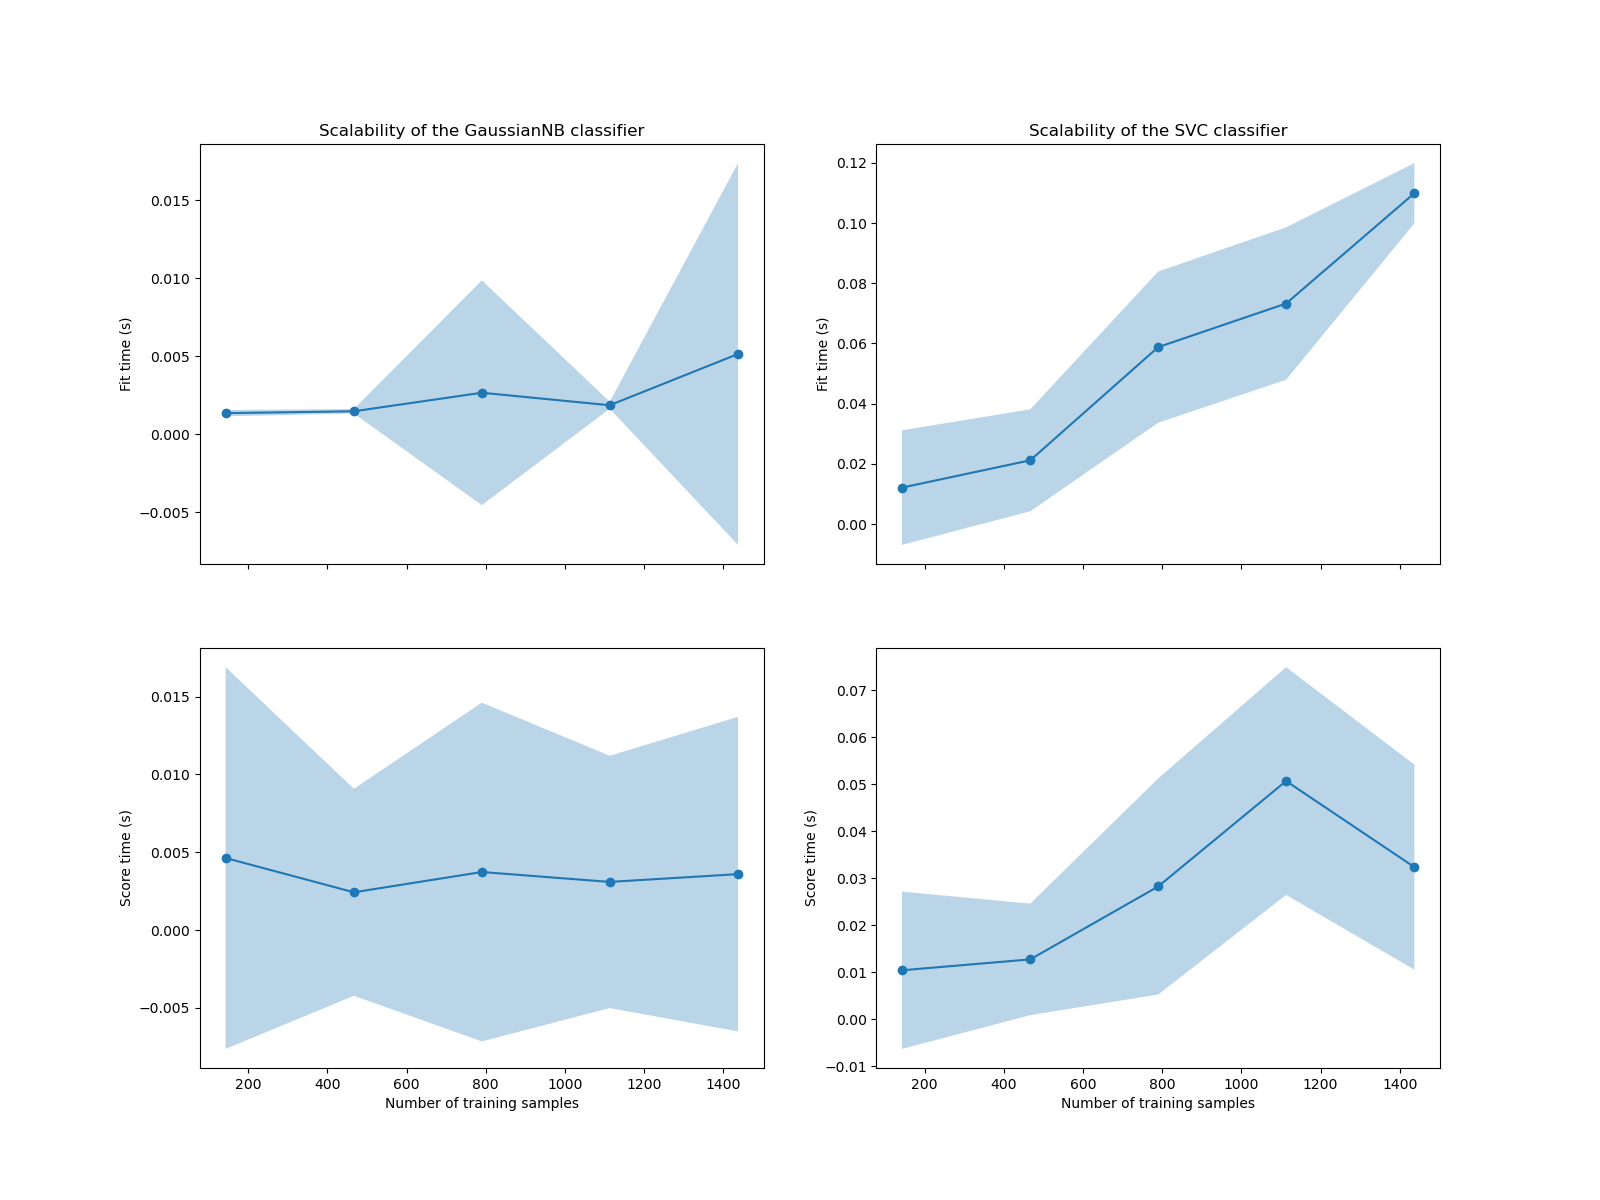 Scalability of the GaussianNB classifier
0.015
0.010
0.005
0.000
−0.005
Fit time (s)
Scalability of the SVC classifier
0.12
0.10
0.08
0.06
0.04
0.02
0.00
Fit time (s)
0.015
0.010
0.005
0.000
−0.005
Score time (s)
200 400 600 800 1000 1200 1400
Number of training samples
0.07
0.06
0.05
0.04
0.03
0.02
0.01
0.00
−0.01
Score time (s)
200 400 600 800 1000 1200 1400
Number of training samples